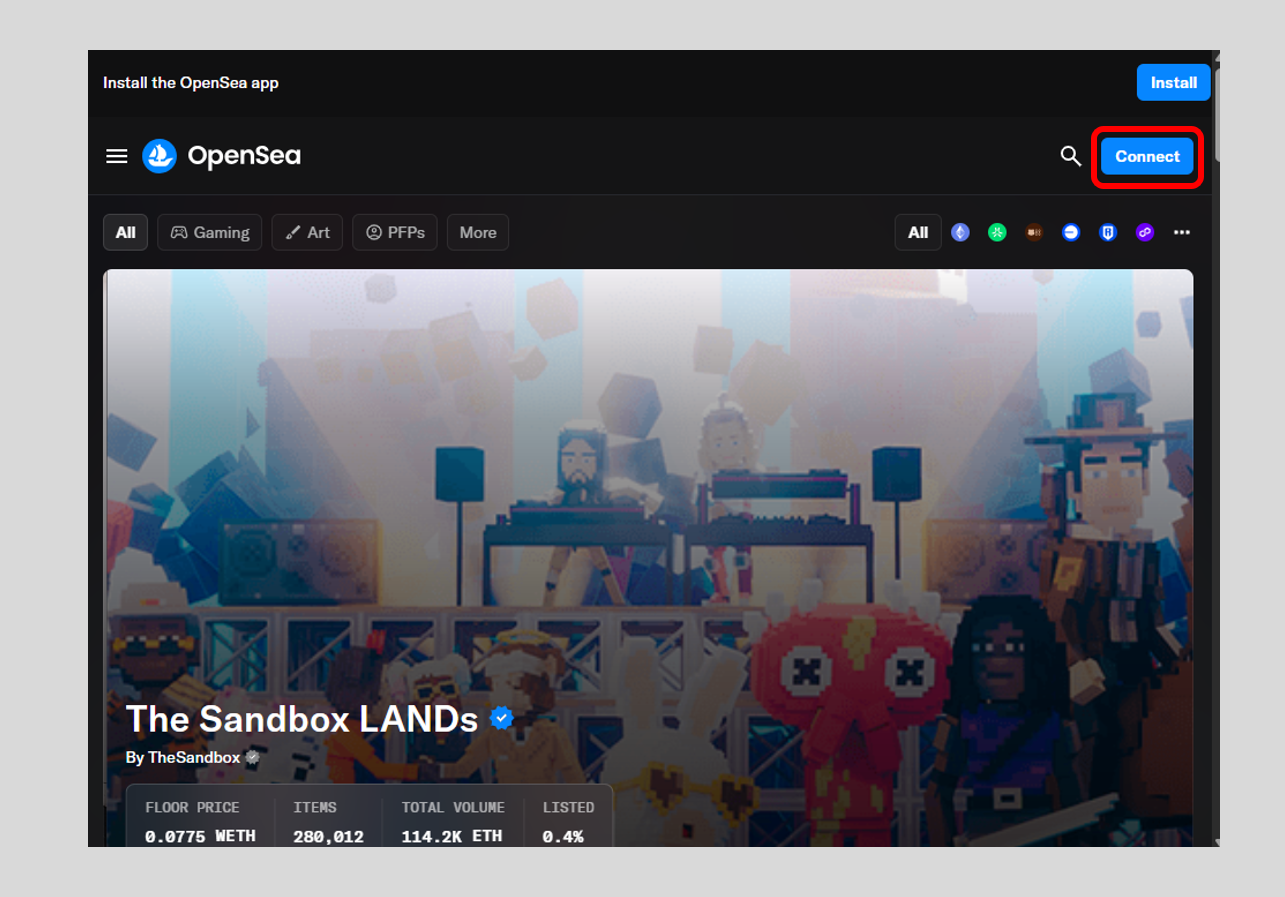 Install the OpenSea app
Install
OpenSea
Connect
All
Gaming
Art
PFPs
More
All
The Sandbox LANDs
By TheSandbox
FLOOR PRICE ITEMS TOTAL VOLUME LISTED
0.0775 WETH 280,012 114.2K ETH 0.4%